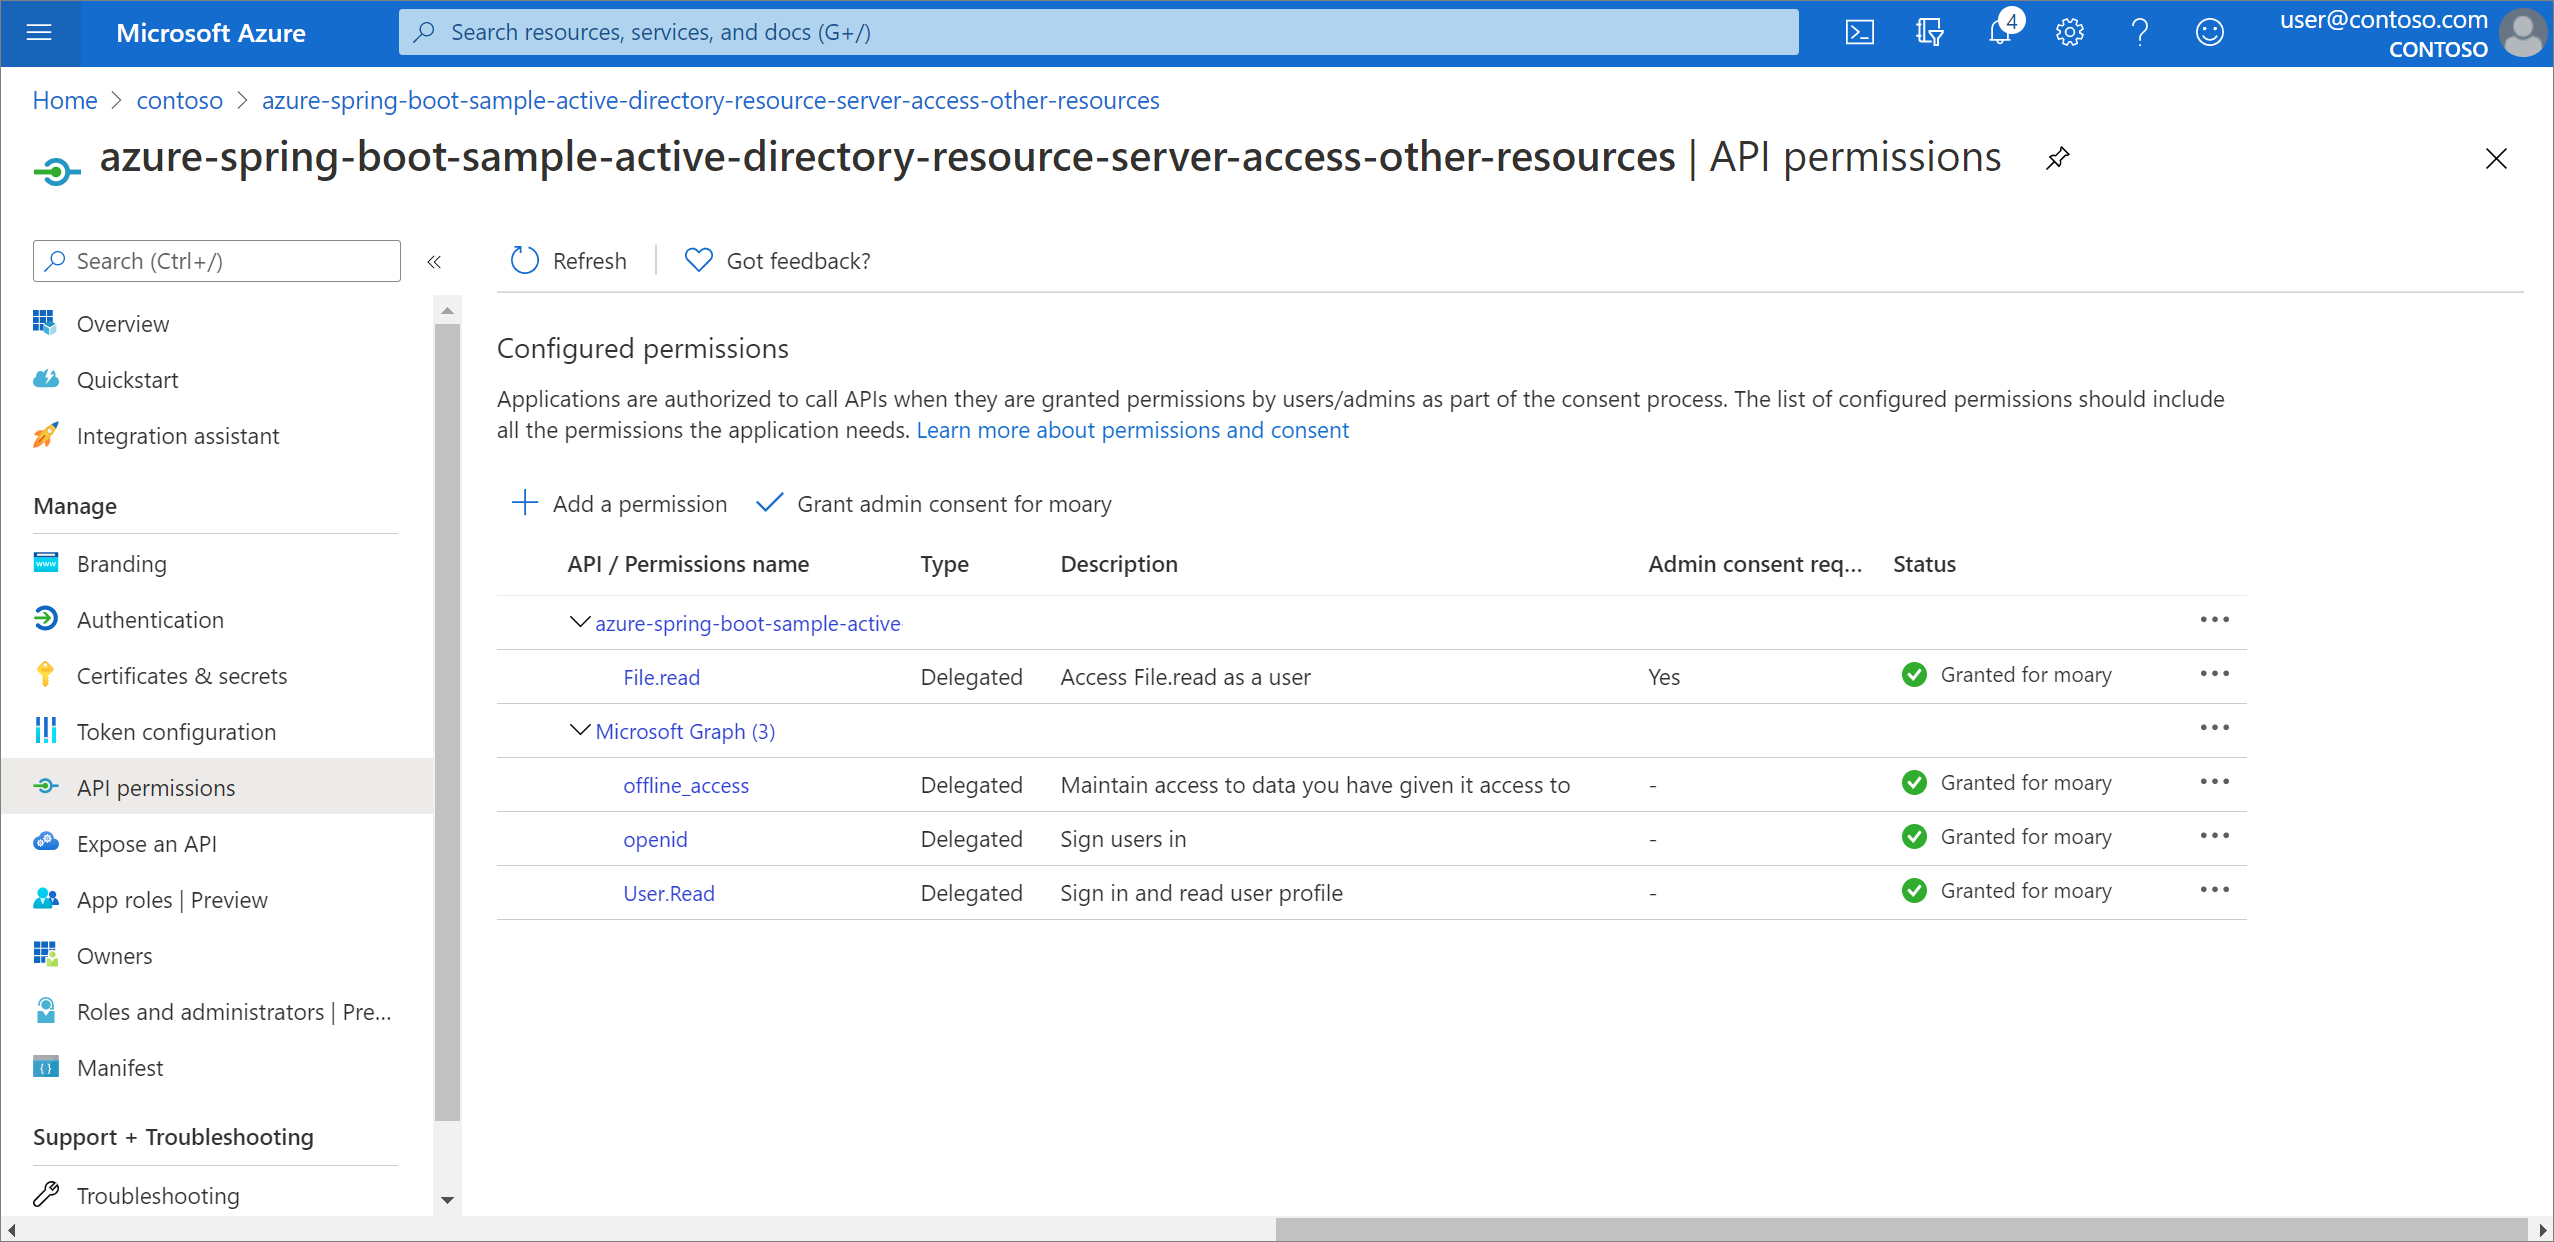 Microsoft Azure
Search resources, services, and docs (G+/)
4
user@contoso.com
CONTOSO
Home > contoso > azure-spring-boot-sample-active-directory-resource-server-access-other-resources
azure-spring-boot-sample-active-directory-resource-server-access-other-resources | API permissions
Search (Ctrl+/)
«
Refresh
Got feedback?
Overview
Quickstart
Integration assistant
Manage
Branding
Authentication
Certificates & secrets
Token configuration
API permissions
Expose an API
App roles | Preview
Owners
Roles and administrators | Pre...
Manifest
Support + Troubleshooting
Troubleshooting
Configured permissions
Applications are authorized to call APIs when they are granted permissions by users/admins as part of the consent process. The list of configured permissions should include
all the permissions the application needs. Learn more about permissions and consent
Add a permission
Grant admin consent for moary
API / Permissions name Type Description Admin consent req... Status
azure-spring-boot-sample-active
File.read Delegated Access File.read as a user Yes Granted for moary
Microsoft Graph (3)
offline_access Delegated Maintain access to data you have given it access to - Granted for moary
openid Delegated Sign users in - Granted for moary
User.Read Delegated Sign in and read user profile - Granted for moary